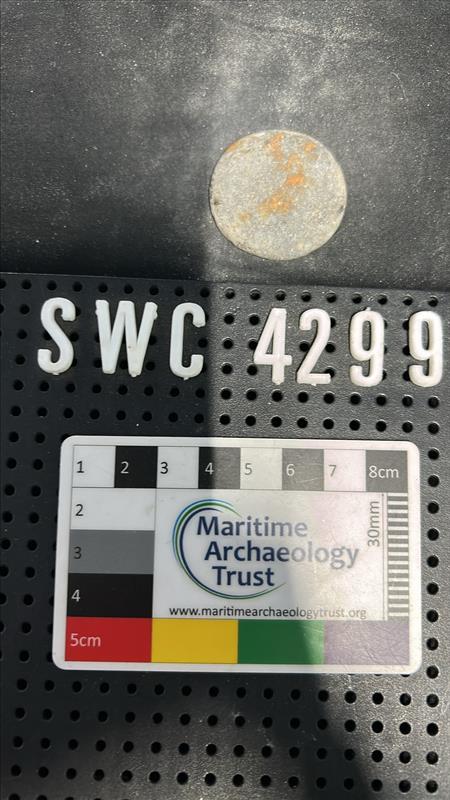 SWC 4299
1 2 3 4 5 6 7 8cm
2
3
4
5cm
30mm
Maritime
Archaeology
Trust
www.maritimearchaeologytrust.org